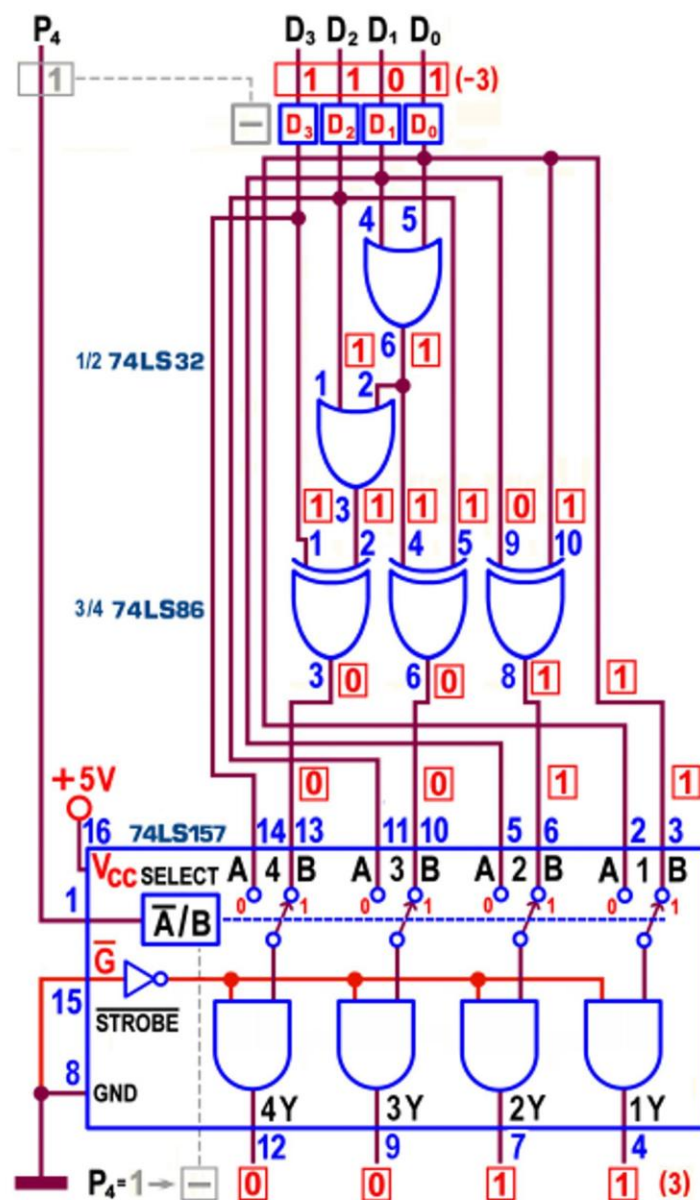 P₄ D₃ D₂ D₁ D₀
1 1 1 0 1 (-3)
− D₃ D₂ D₁ D₀
4 5
1/2 74LS32 1 6 1
1 2
1 3 1 1 1 0 1
1 2 4 5 9 10
3/4 74LS86
3 0 6 0 8 1 1
+5V 0 0 1 1
16 74LS157 14 13 11 10 5 6 2 3
VCC SELECT A 4 B A 3 B A 2 B A 1 B
1 0 1 0 1 0 1 0 1
A̅/B
G̅
15 S̅T̅R̅O̅B̅E̅
8 GND
4Y 3Y 2Y 1Y
12 9 7 4
P₄=1→ − 0 0 1 1 (3)